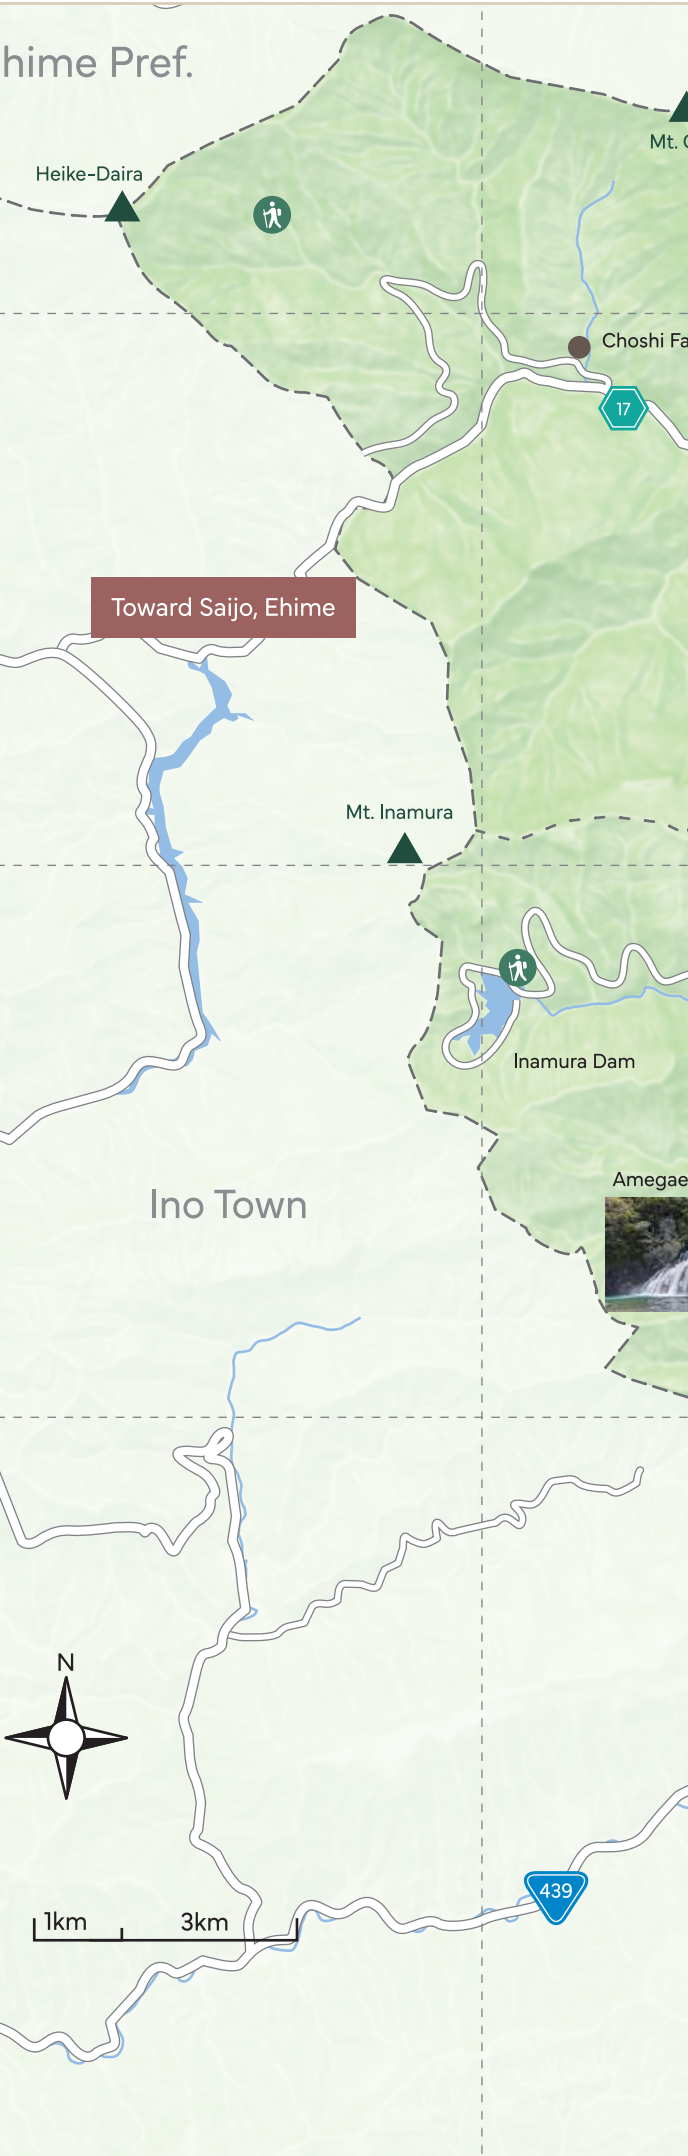 hime Pref.
Mt.
Heike-Daira
Choshi Fa
17
Toward Saijo, Ehime
Mt. Inamura
Inamura Dam
Amegae
Ino Town
N
439
1km
3km